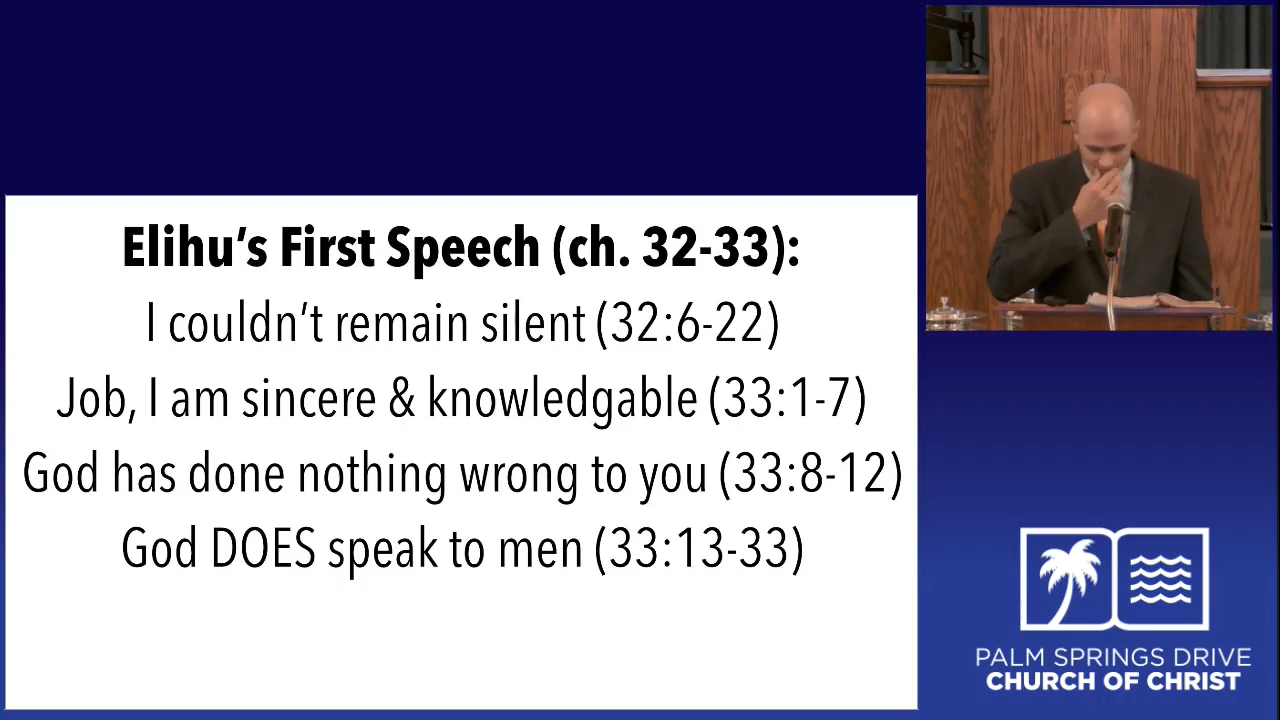 Elihu’s First Speech (ch. 32-33):
I couldn’t remain silent (32:6-22)
Job, I am sincere & knowledgable (33:1-7)
God has done nothing wrong to you (33:8-12)
God DOES speak to men (33:13-33)
PALM SPRINGS DRIVE
CHURCH OF CHRIST